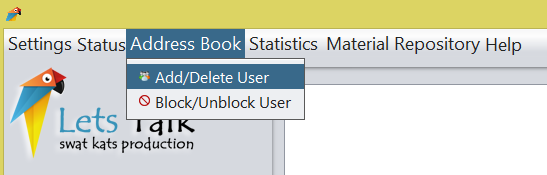 Settings Status Address Book Statistics Material Repository Help
Add/Delete User
Block/Unblock User
Lets Talk
swat kats production